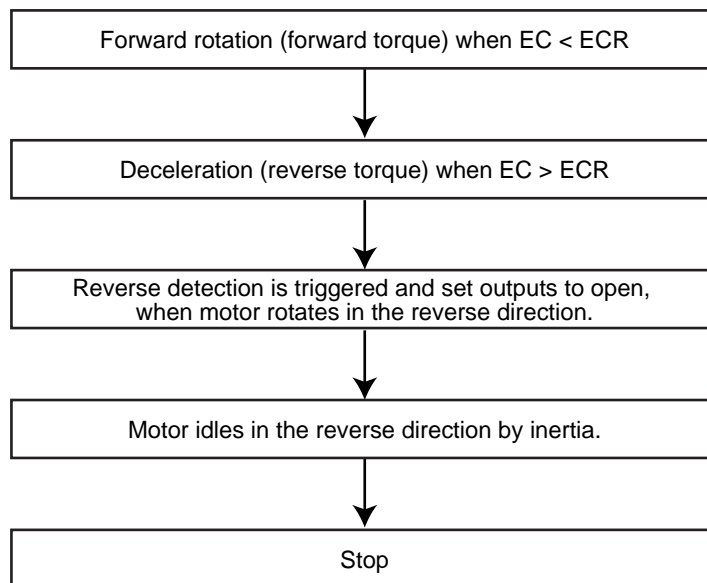 Forward rotation (forward torque) when EC < ECR
Deceleration (reverse torque) when EC > ECR
Reverse detection is triggered and set outputs to open,
when motor rotates in the reverse direction.
Motor idles in the reverse direction by inertia.
Stop